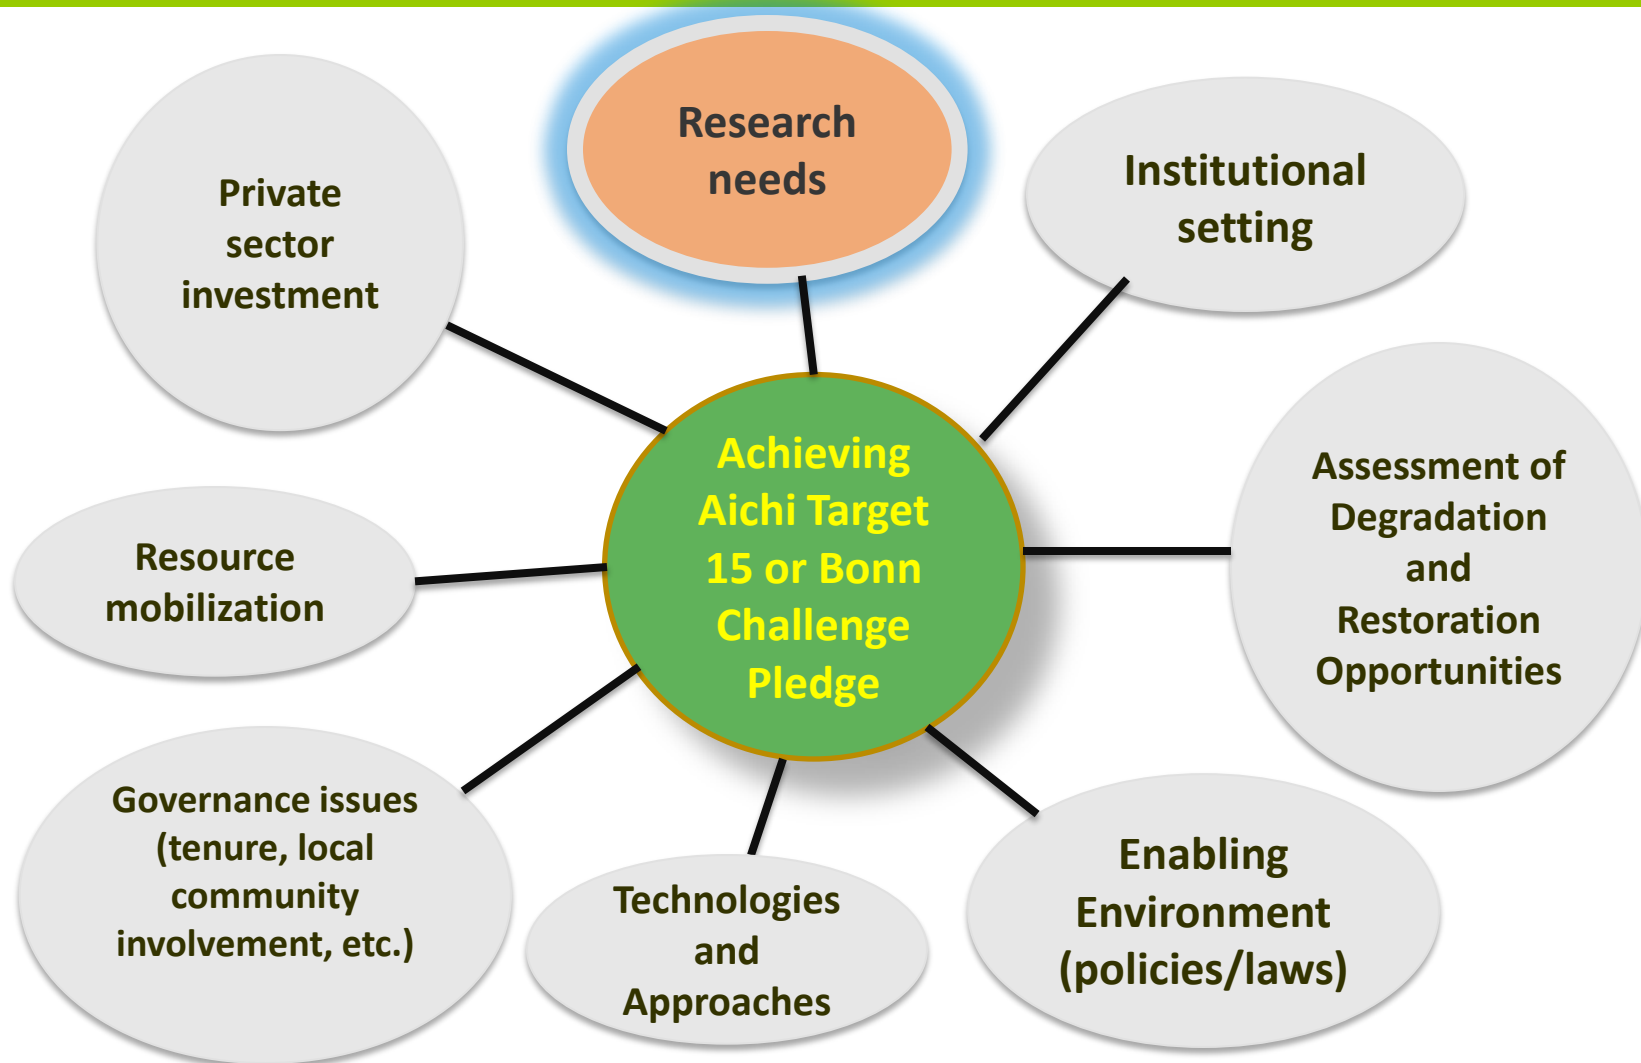 Research
needs
Institutional
setting
Private
sector
investment
Achieving
Aichi Target
15 or Bonn
Challenge
Pledge
Assessment of
Degradation
and
Restoration
Opportunities
Resource
mobilization
Governance issues
(tenure, local
community
involvement, etc.)
Technologies
and
Approaches
Enabling
Environment
(policies/laws)